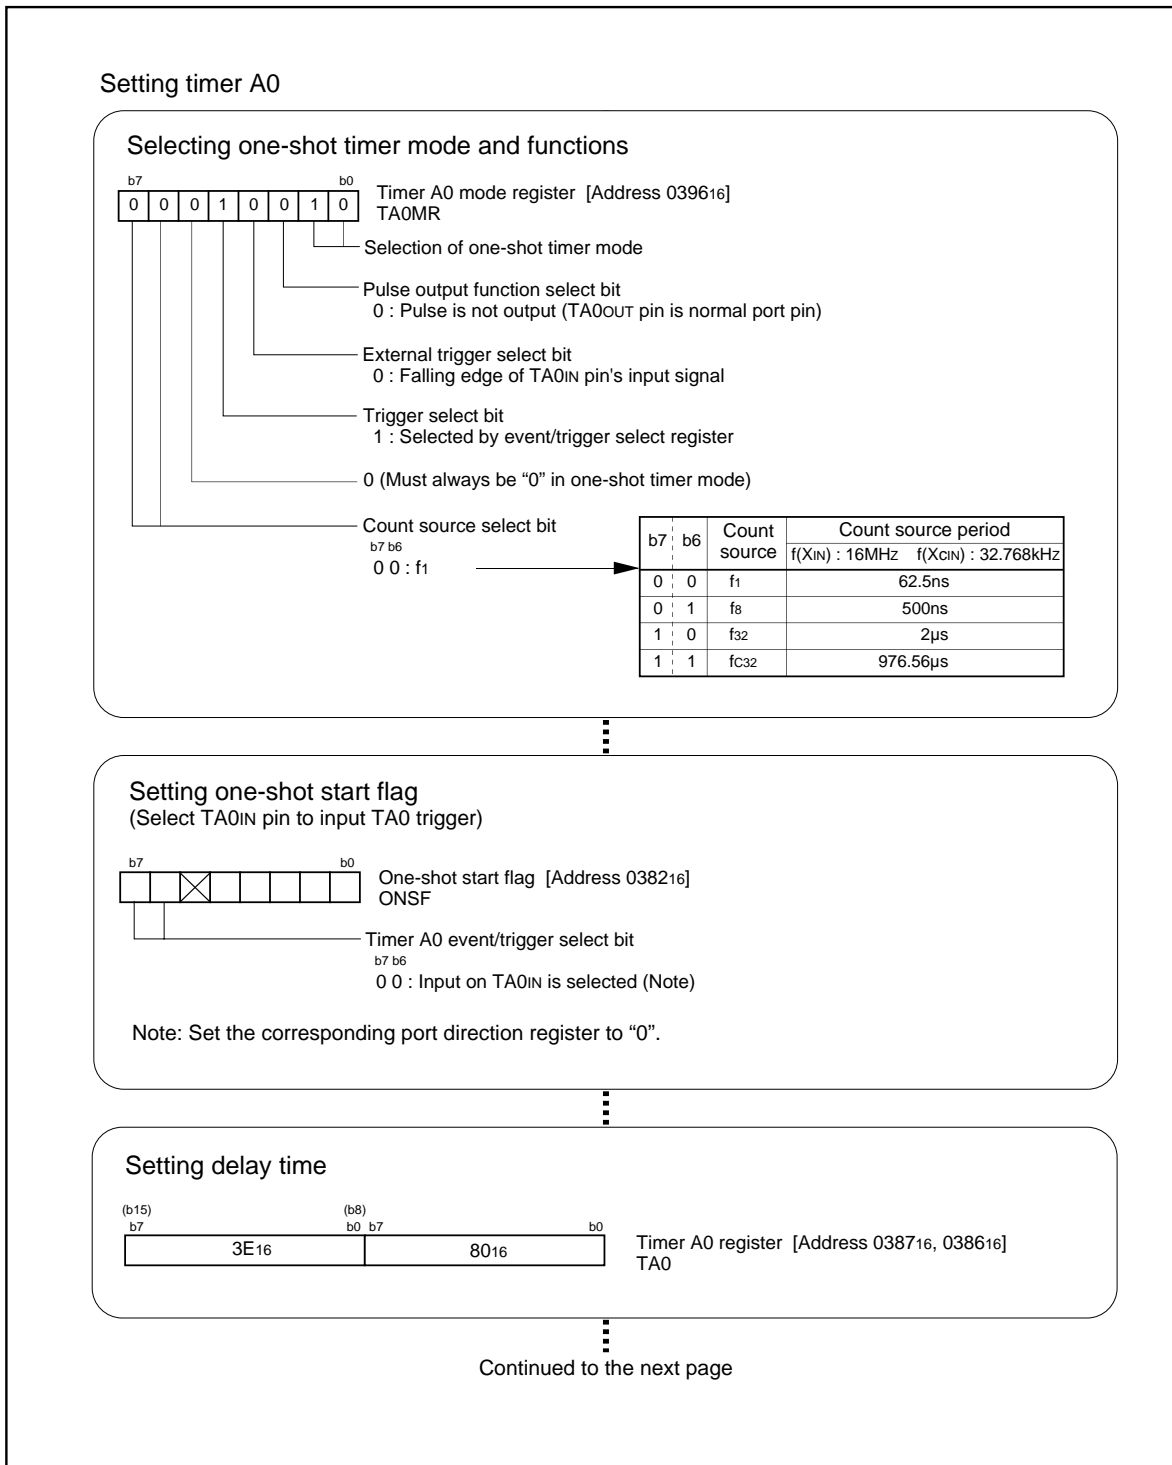 Setting timer A0
Selecting one-shot timer mode and functions
b7 b0
0 0 0 1 0 0 1 0
Timer A0 mode register [Address 039616]
TA0MR
Selection of one-shot timer mode
Pulse output function select bit
0 : Pulse is not output (TA0OUT pin is normal port pin)
External trigger select bit
0 : Falling edge of TA0IN pin's input signal
Trigger select bit
1 : Selected by event/trigger select register
0 (Must always be “0” in one-shot timer mode)
Count source select bit
b7 b6
0 0 : f1
b7 b6 Count source Count source period
f(XIN) : 16MHz f(XCIN) : 32.768kHz
0 0 f1 62.5ns
0 1 f8 500ns
1 0 f32 2µs
1 1 fC32 976.56µs
Setting one-shot start flag
(Select TA0IN pin to input TA0 trigger)
b7 b0
One-shot start flag [Address 038216]
ONSF
Timer A0 event/trigger select bit
b7 b6
0 0 : Input on TA0IN is selected (Note)
Note: Set the corresponding port direction register to “0”.
Setting delay time
(b15) (b8)
b7 b0 b7 b0
3E16 8016
Timer A0 register [Address 038716, 038616]
TA0
Continued to the next page